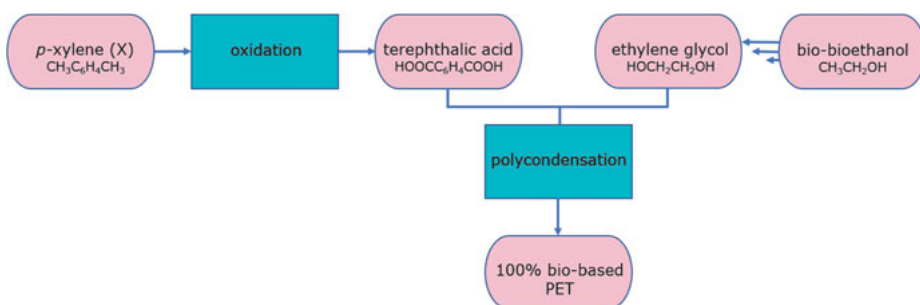 p-xylene (X)
CH₃C₆H₄CH₃
oxidation
terephthalic acid
HOOCC₆H₄COOH
ethylene glycol
HOCH₂CH₂OH
bio-bioethanol
CH₃CH₂OH
polycondensation
100% bio-based
PET